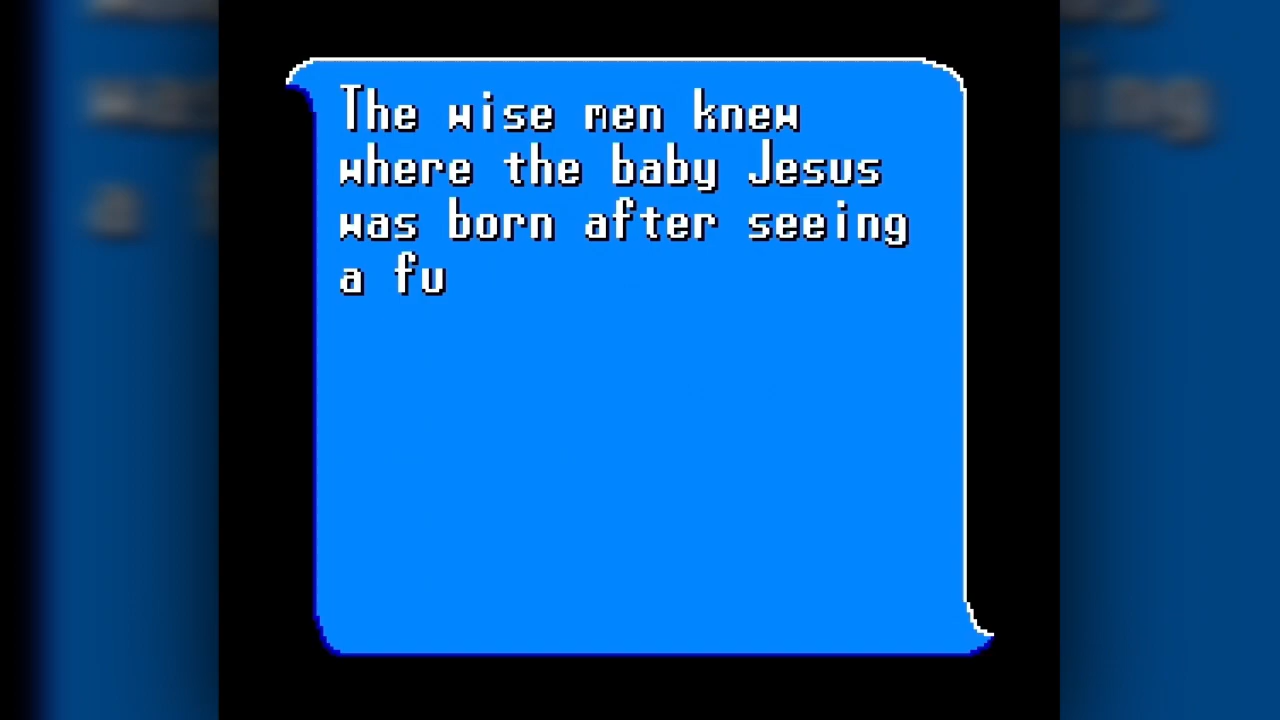 The wise men knew
where the baby Jesus
was born after seeing
a fu